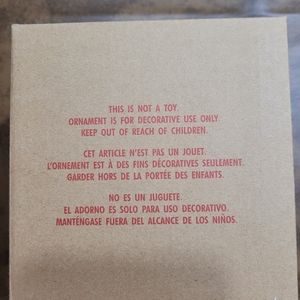 THIS IS NOT A TOY.
ORNAMENT IS FOR DECORATIVE USE ONLY.
KEEP OUT OF REACH OF CHILDREN.
CET ARTICLE N'EST PAS UN JOUET.
L'ORNEMENT EST À DES FINS DÉCORATIVES SEULEMENT.
GARDER HORS DE LA PORTÉE DES ENFANTS.
NO ES UN JUGUETE.
EL ADORNO ES SOLO PARA USO DECORATIVO.
MANTÉNGASE FUERA DEL ALCANCE DE LOS NIÑOS.